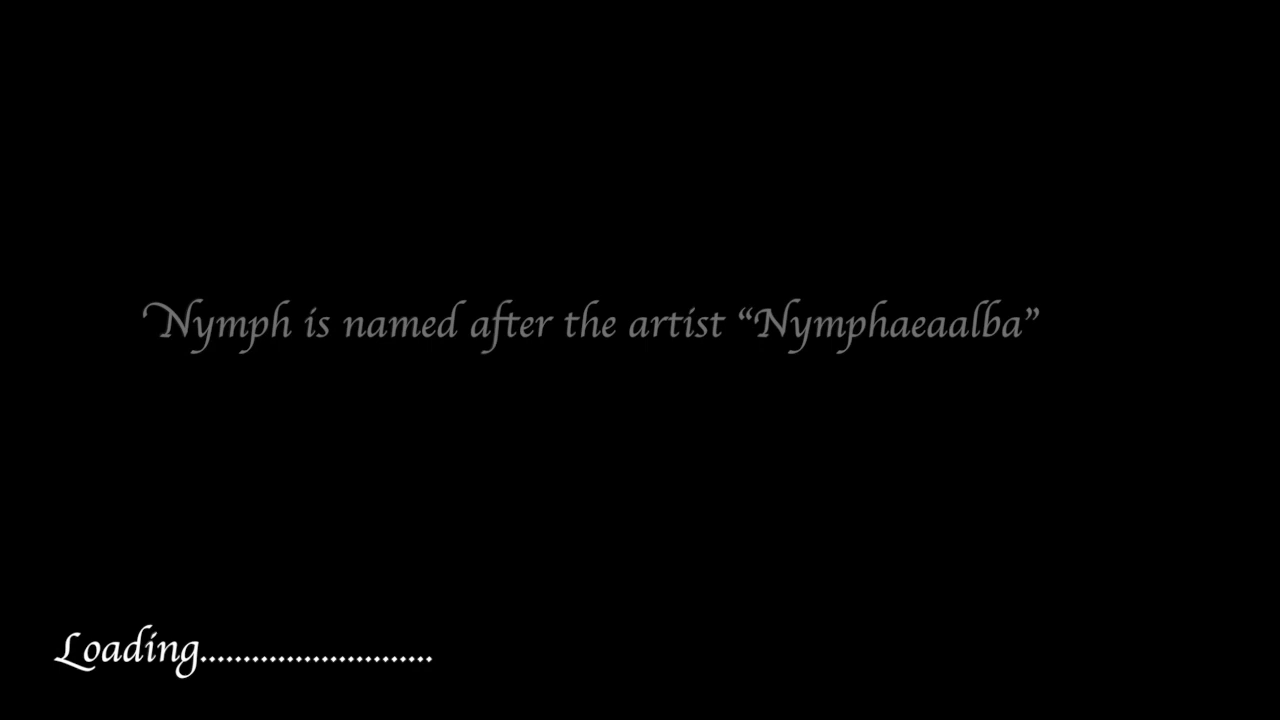 Nymph is named after the artist “Nymphaeaalba”
Loading...........................